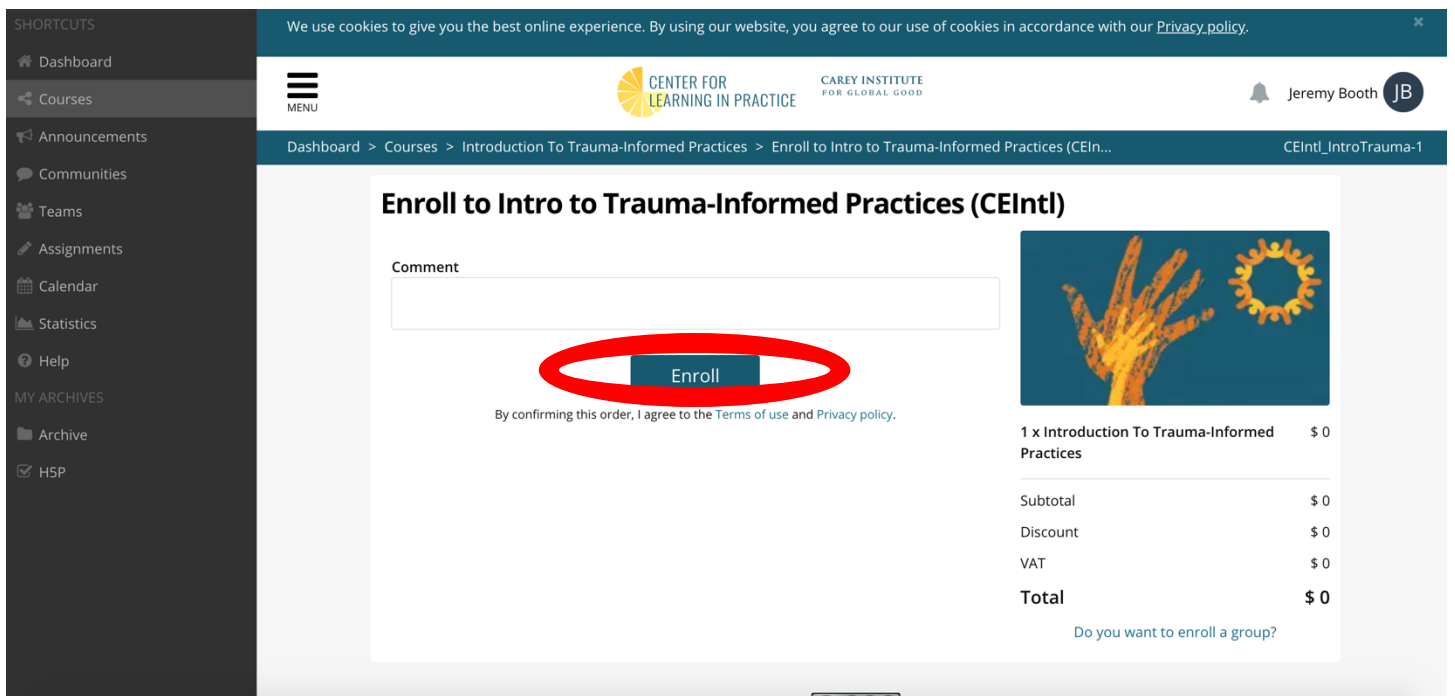 SHORTCUTS
Dashboard
Courses
Announcements
Communities
Teams
Assignments
Calendar
Statistics
Help
MY ARCHIVES
Archive
H5P
We use cookies to give you the best online experience. By using our website, you agree to our use of cookies in accordance with our Privacy policy.
×
MENU
CENTER FOR
LEARNING IN PRACTICE
CAREY INSTITUTE
FOR GLOBAL GOOD
Jeremy Booth JB
Dashboard > Courses > Introduction To Trauma-Informed Practices > Enroll to Intro to Trauma-Informed Practices (CEIn... CEIntl_IntroTrauma-1
Enroll to Intro to Trauma-Informed Practices (CEIntl)
Comment
Enroll
By confirming this order, I agree to the Terms of use and Privacy policy.
1 x Introduction To Trauma-Informed $ 0
Practices
Subtotal $ 0
Discount $ 0
VAT $ 0
Total $ 0
Do you want to enroll a group?